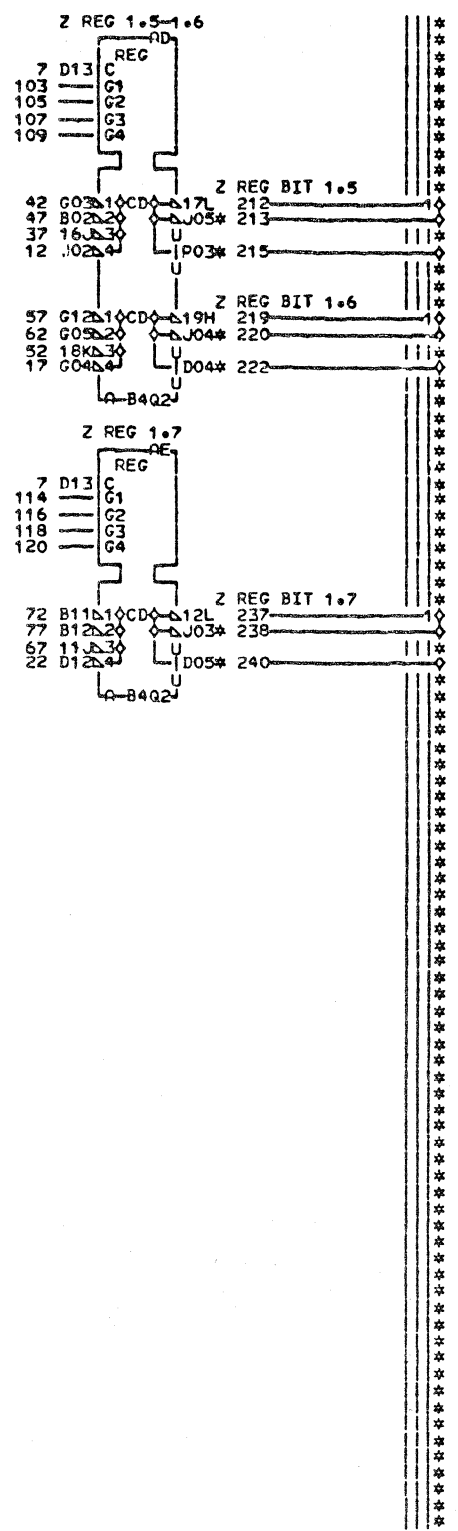 Z REG 1.5-1.6
AD
REG
7 D13 C
103 G1
105 G2
107 G3
109 G4
Z REG BIT 1.5
42 G03 1 CD 17L 212 1
47 B02 2 J05* 213
37 16J 3
12 J02 4 P03* 215
U
Z REG BIT 1.6
57 G12 1 CD 19H 219 1
62 G05 2 J04* 220
52 18K 3
17 G04 4 D04* 222
U
A B4Q2
Z REG 1.7
AE
REG
7 D13 C
114 G1
116 G2
118 G3
120 G4
Z REG BIT 1.7
72 B11 1 CD 12L 237 1
77 B12 2 J03* 238
67 11J 3
22 D12 4 D05* 240
U
A B4Q2